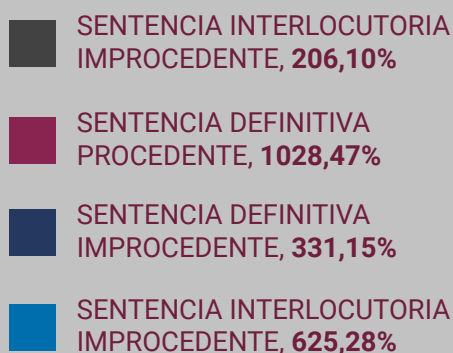 SENTENCIA INTERLOCUTORIA
IMPROCEDENTE, 206,10%
SENTENCIA DEFINITIVA
PROCEDENTE, 1028,47%
SENTENCIA DEFINITIVA
IMPROCEDENTE, 331,15%
SENTENCIA INTERLOCUTORIA
IMPROCEDENTE, 625,28%